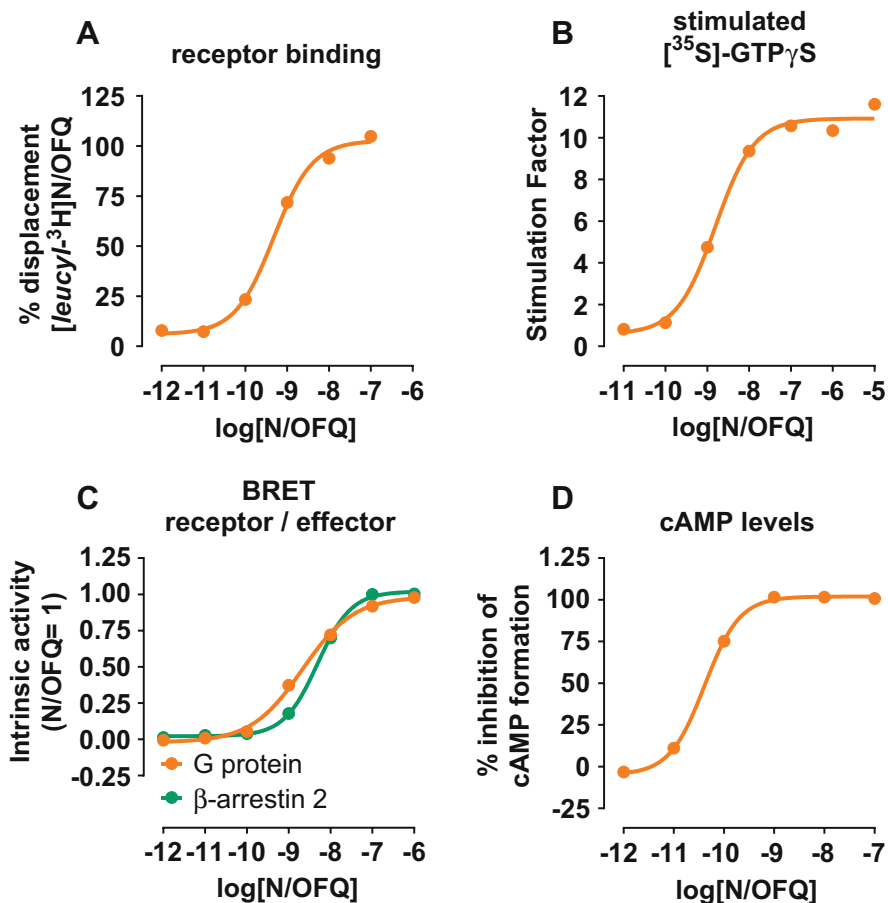 A
receptor binding
125
100
75
50
25
0
% displacement
[leucyl-³H]N/OFQ
-12 -11 -10 -9 -8 -7 -6
log[N/OFQ]
B
stimulated
[³⁵S]-GTPγS
12
10
8
6
4
2
0
Stimulation Factor
-11 -10 -9 -8 -7 -6 -5
log[N/OFQ]
C
BRET
receptor / effector
1.25
1.00
0.75
0.50
0.25
0.00
-0.25
Intrinsic activity
(N/OFQ= 1)
G protein
β-arrestin 2
-12 -11 -10 -9 -8 -7 -6
log[N/OFQ]
D
cAMP levels
125
100
75
50
25
0
-25
% inhibition of
cAMP formation
-12 -11 -10 -9 -8 -7
log[N/OFQ]